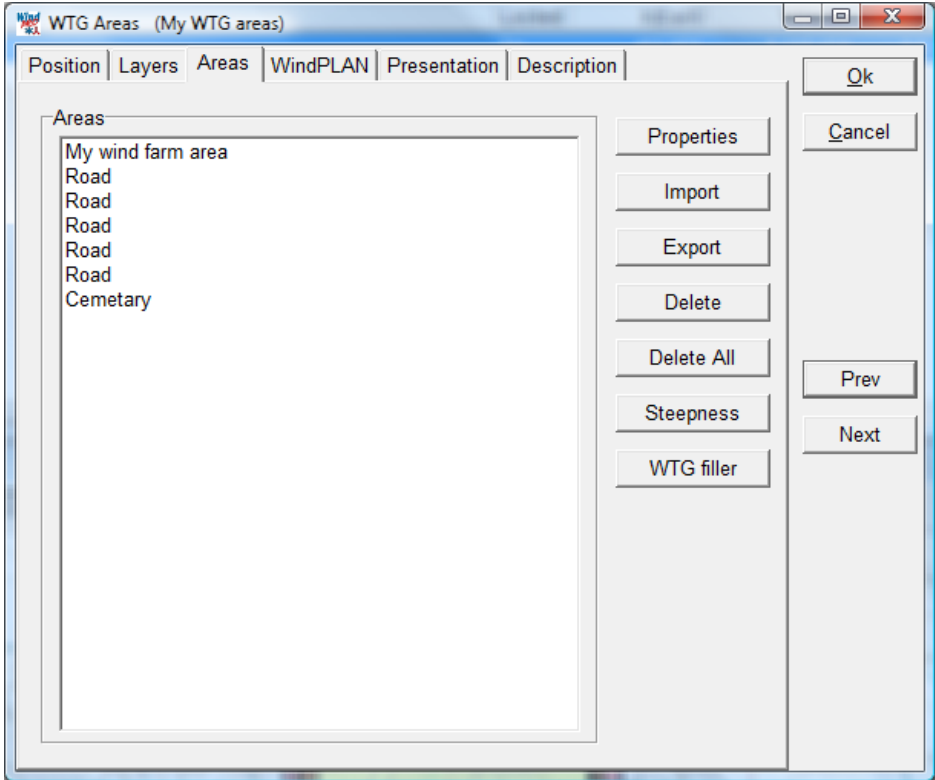 WTG Areas (My WTG areas)
Position Layers Areas WindPLAN Presentation Description
Ok
Cancel
Areas
My wind farm area
Road
Road
Road
Road
Road
Cemetary
Properties
Import
Export
Delete
Delete All
Steepness
WTG filler
Prev
Next